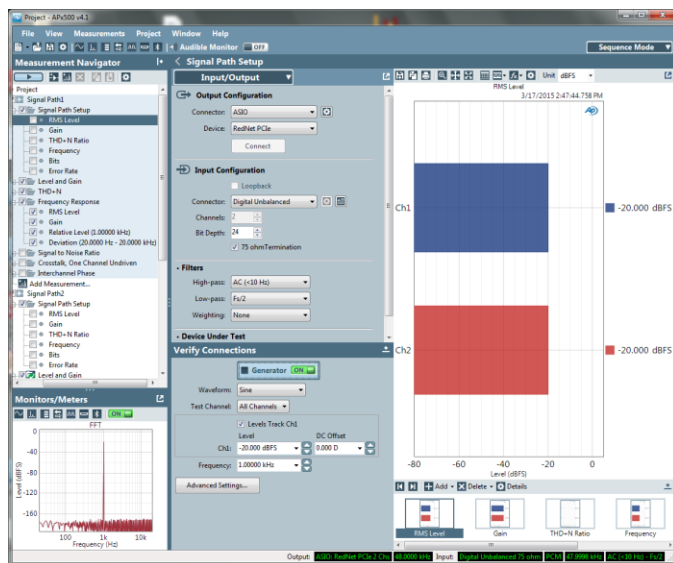 Project - APx500 v4.1
File View Measurements Project Window Help
Audible Monitor OFF
Sequence Mode
Measurement Navigator
Project
Signal Path1
Signal Path Setup
RMS Level
Gain
THD+N Ratio
Frequency
Bits
Error Rate
Level and Gain
THD+N
Frequency Response
RMS Level
Gain
Relative Level (1.00000 kHz)
Deviation (20.0000 Hz - 20.0000 kHz)
Signal to Noise Ratio
Crosstalk, One Channel Undriven
Interchannel Phase
Add Measurement...
Signal Path2
Signal Path Setup
RMS Level
Gain
THD+N Ratio
Frequency
Bits
Error Rate
Level and Gain
Monitors/Meters
ON
FFT
Level (dBFS)
0
-40
-80
-120
-160
100 1k 10k
Frequency (Hz)
Signal Path Setup
Input/Output
Output Configuration
Connector: ASIO
Device: RedNet PCIe
Connect
Input Configuration
Loopback
Connector: Digital Unbalanced
Channels: 2
Bit Depth: 24
75 ohmTermination
Filters
High-pass: AC (<10 Hz)
Low-pass: Fs/2
Weighting: None
Device Under Test
Verify Connections
Generator ON
Waveform: Sine
Test Channel: All Channels
Levels Track Ch1
Level DC Offset
Ch1: -20.000 dBFS 0.000 D
Frequency: 1.00000 kHz
Advanced Settings...
Unit dBFS
RMS Level
3/17/2015 2:47:44.758 PM
Ch1
-20.000 dBFS
Ch2
-20.000 dBFS
-80 -60 -40 -20 0
Level (dBFS)
Add Delete Details
RMS Level Gain THD+N Ratio Frequency
Output: ASIO: RedNet PCIe 2 Chs 48.0000 kHz Input: Digital Unbalanced 75 ohm PCM 47.9998 kHz AC (<10 Hz) - Fs/2